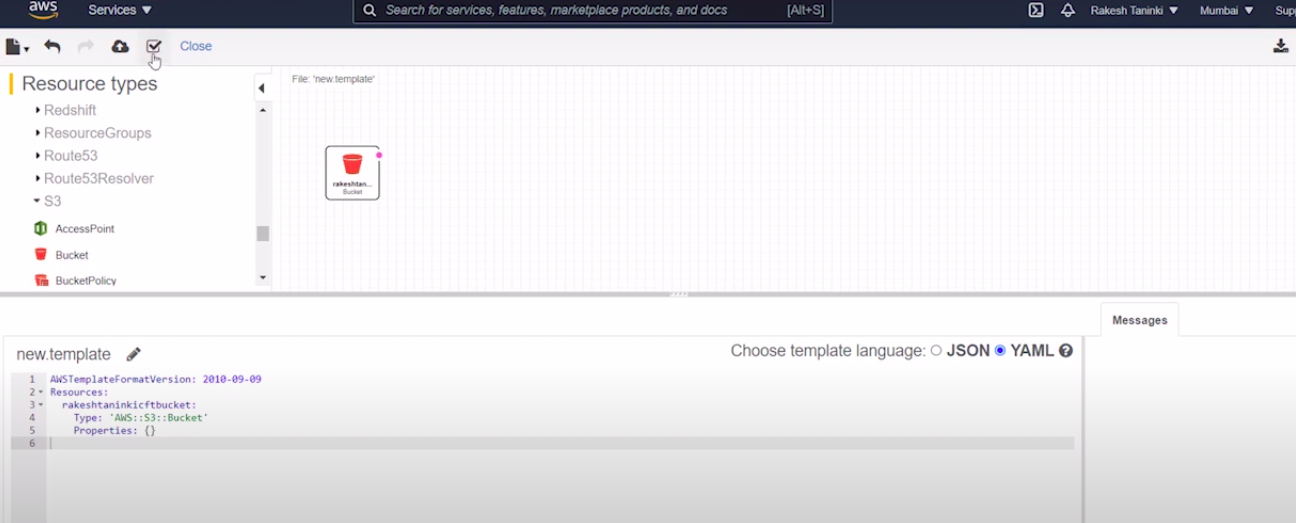 aws
Services
Search for services, features, marketplace products, and docs
[Alt+S]
Rakesh Taninki
Mumbai
Sup
Close
Resource types
Redshift
ResourceGroups
Route53
Route53Resolver
S3
AccessPoint
Bucket
BucketPolicy
File: 'new.template'
rakeshtan...
Bucket
Messages
new.template
Choose template language: JSON YAML
1 AWSTemplateFormatVersion: 2010-09-09
2 Resources:
3 rakeshtaninkicftbucket:
4 Type: 'AWS::S3::Bucket'
5 Properties: {}
6